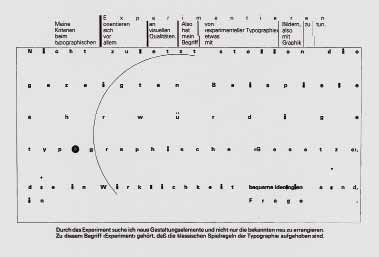 Experimentieren
Meine
Kriterien
beim
typographischen
orientieren
sich
vor
allem
an
visuellen
Qualitäten.
Also
hat
mein
Begriff
von
›experimenteller Typographie‹
etwas
mit
Bildern,
also
mit
Graphik
zu
tun.
Nicht zuletzt stellen die
gezeigten Beispiele
ehrwürdige
typographische ›Gesetze‹,
die in Wirklichkeit bequeme Ideologien sind,
in Frage.
Durch das Experiment suche ich neue Gestaltungselemente und nicht nur die bekannten neu zu arrangieren.
Zu diesem Begriff ›Experiment‹ gehört, daß die klassischen Spielregeln der Typographie aufgehoben sind.